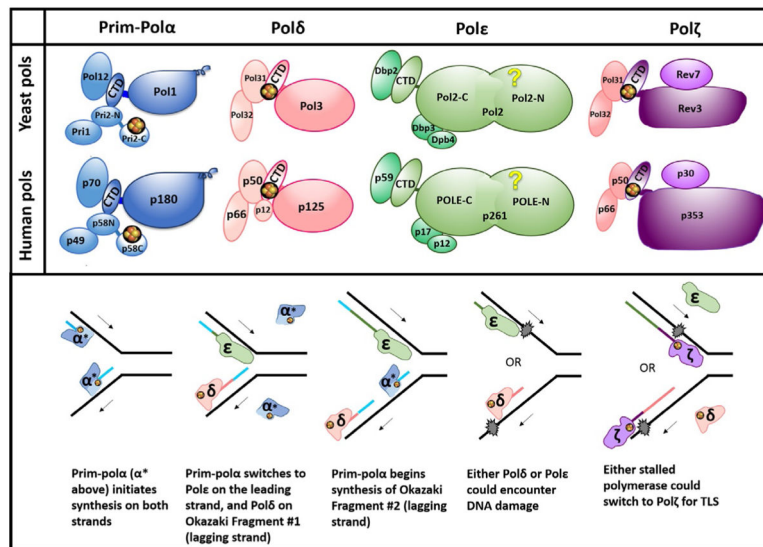 Prim-Polα
Polδ
Polε
Polζ
Yeast pols
Pol12
CTD
Pol1
Pri2-N
Pri1
Pri2-C
Pol31
CTD
Pol32
Pol3
Dbp2
CTD
Pol2-C
Pol2
Pol2-N
?
Dbp3
Dpb4
Pol31
CTD
Pol32
Rev7
Rev3
Human pols
p70
CTD
p180
p58N
p49
p58C
p50
CTD
p66
p12
p125
p59
CTD
POLE-C
p261
POLE-N
?
p17
p12
p50
CTD
p66
p30
p353
α*
α*
α*
ε
δ
α*
ε
α*
δ
ε
OR
δ
ε
ζ
OR
ζ
δ
Prim-polα (α*
above) initiates
synthesis on both
strands
Prim-polα switches to
Polε on the leading
strand, and Polδ on
Okazaki Fragment #1
(lagging strand)
Prim-polα begins
synthesis of Okazaki
Fragment #2 (lagging
strand)
Either Polδ or Polε
could encounter
DNA damage
Either stalled
polymerase could
switch to Polζ for TLS